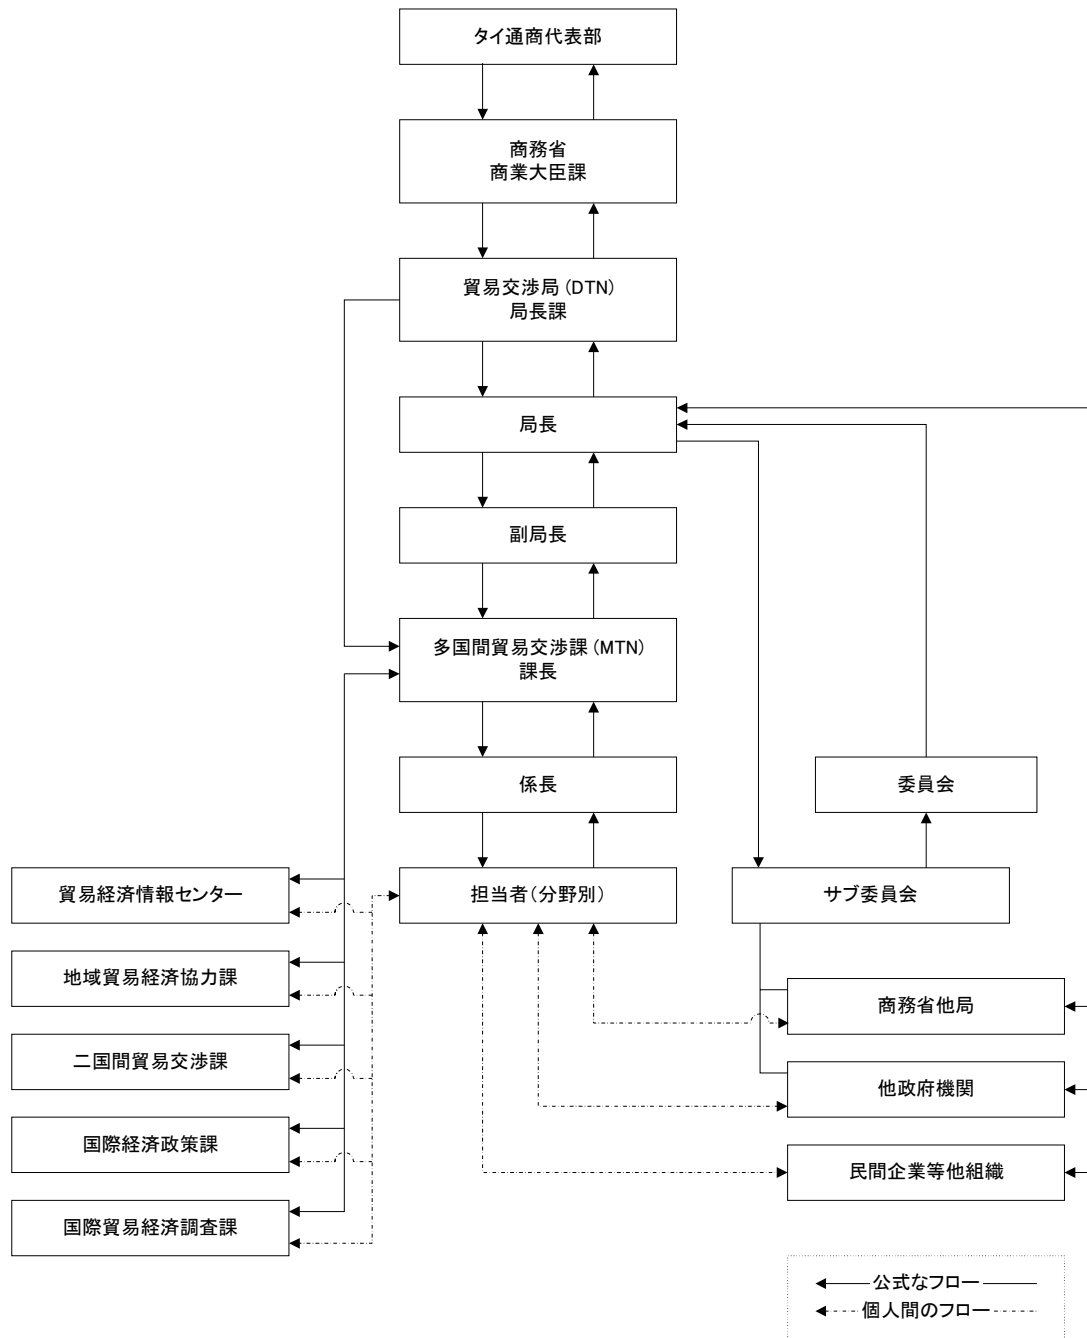 タイ通商代表部
商務省
商業大臣課
貿易交渉局(DTN)
局長課
局長
副局長
多国間貿易交渉課(MTN)
課長
係長
委員会
担当者(分野別)
サブ委員会
貿易経済情報センター
地域貿易経済協力課
商務省他局
二国間貿易交渉課
他政府機関
国際経済政策課
民間企業等他組織
国際貿易経済調査課
公式なフロー
個人間のフロー